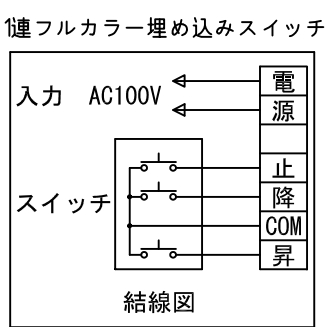 1連フルカラー埋め込みスイッチ
入力 AC100V
電
源
止
スイッチ
降
COM
昇
結線図